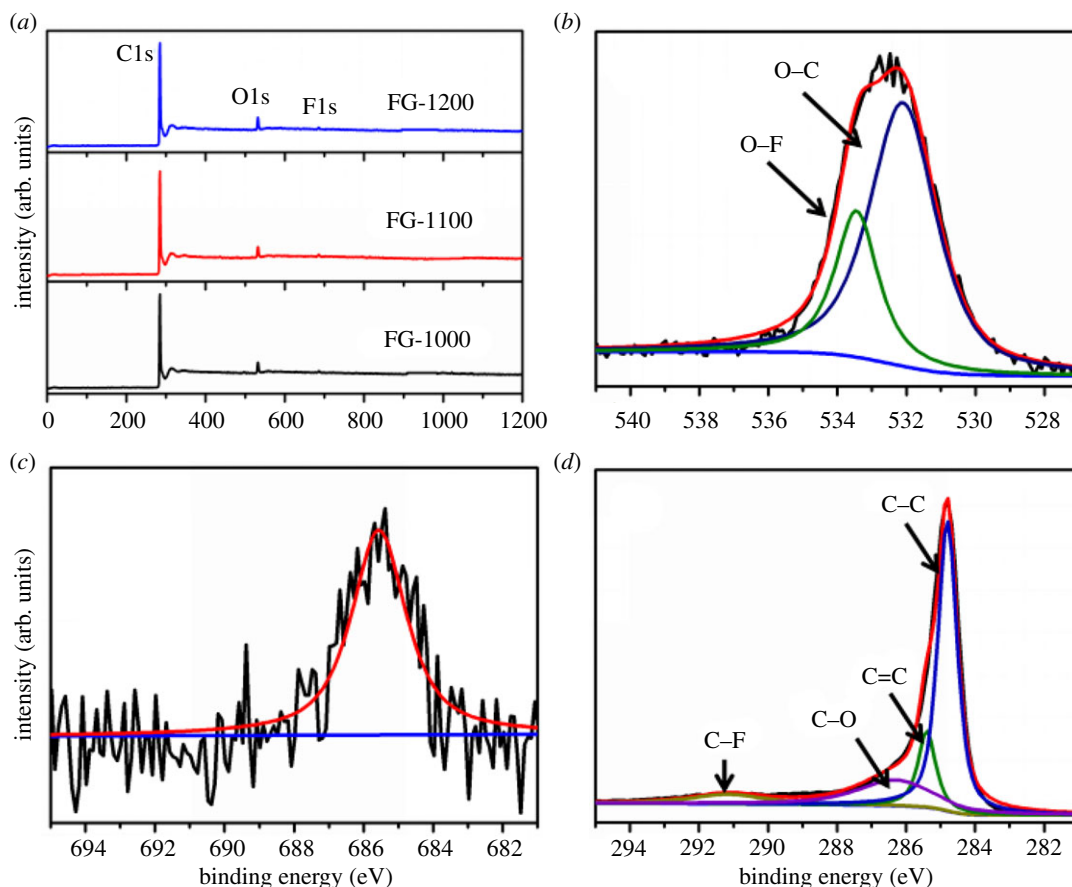 (a)
C1s
O1s
F1s
FG-1200
FG-1100
FG-1000
intensity (arb. units)
0 200 400 600 800 1000 1200
(b)
O–C
O–F
540 538 536 534 532 530 528
(c)
intensity (arb. units)
694 692 690 688 686 684 682
binding energy (eV)
(d)
C–C
C=C
C–O
C–F
294 292 290 288 286 284 282
binding energy (eV)